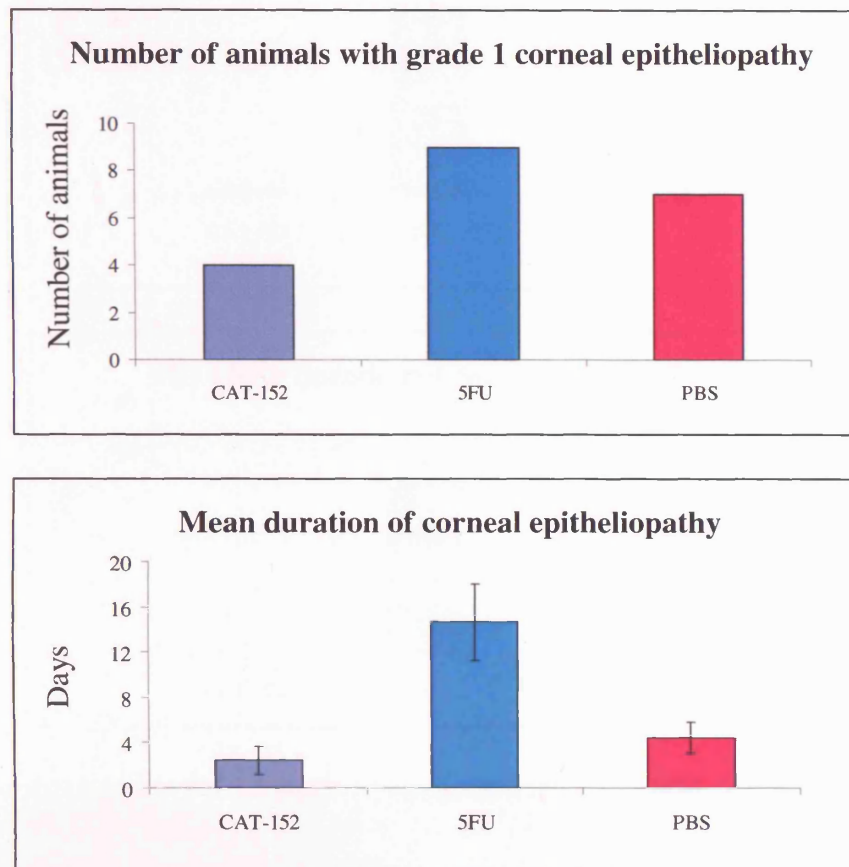 Number of animals with grade 1 corneal epitheliopathy
Number of animals
10
8
6
4
2
0
CAT-152
5FU
PBS
Mean duration of corneal epitheliopathy
Days
20
16
12
8
4
0
CAT-152
5FU
PBS